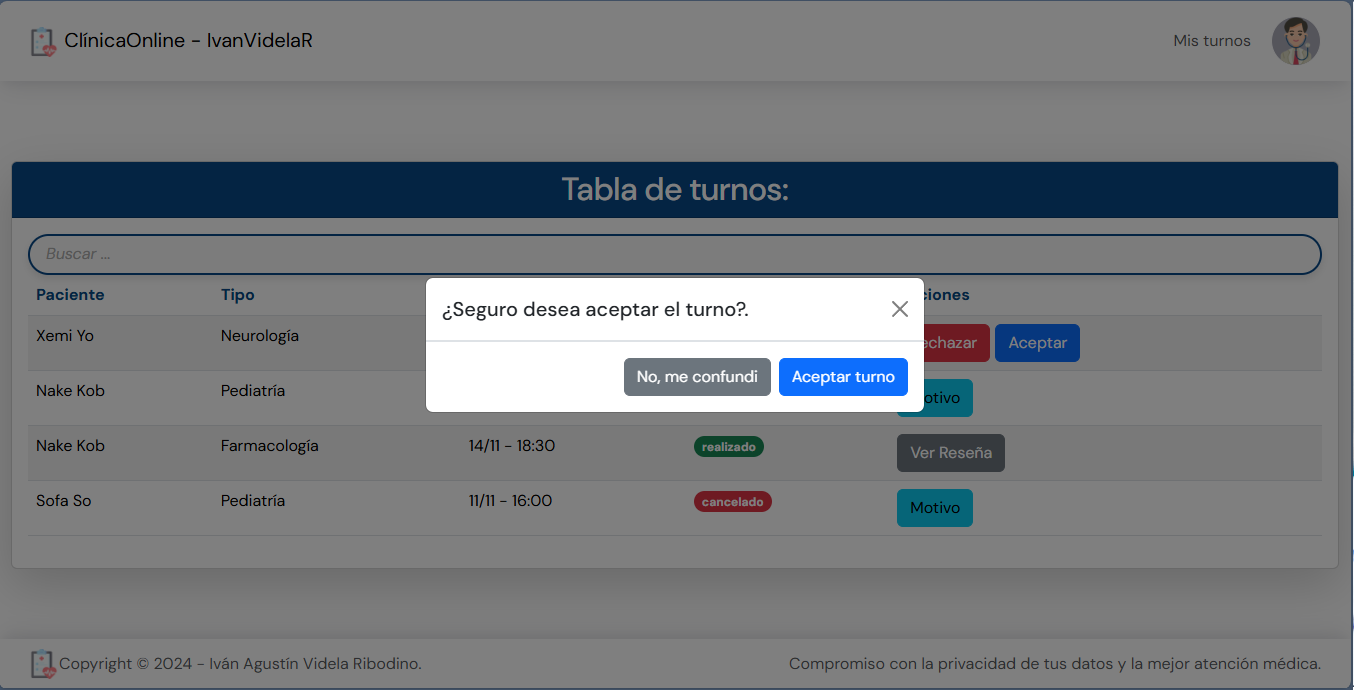 ClínicaOnline - IvanVidelaR
Mis turnos
Tabla de turnos:
Buscar ...
Paciente Tipo ciones
¿Seguro desea aceptar el turno?.
Xemi Yo Neurología echazar Aceptar
No, me confundi Aceptar turno
Nake Kob Pediatría otivo
Nake Kob Farmacología 14/11 - 18:30 realizado Ver Reseña
Sofa So Pediatría 11/11 - 16:00 cancelado Motivo
Copyright © 2024 - Iván Agustín Videla Ribodino.
Compromiso con la privacidad de tus datos y la mejor atención médica.